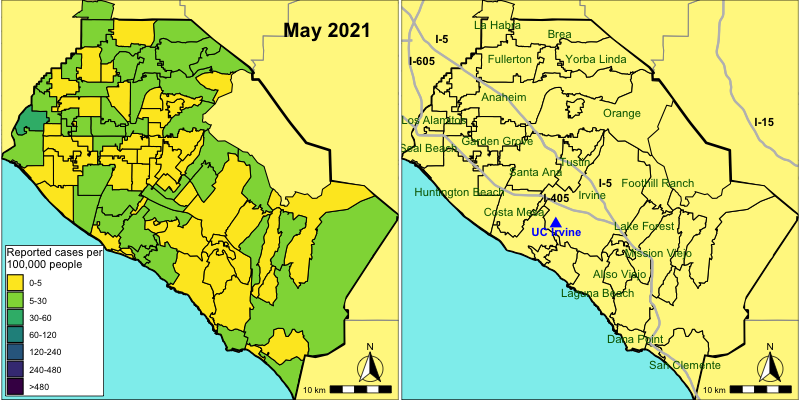 May 2021
Reported cases per
100,000 people
0-5
5-30
30-60
60-120
120-240
240-480
>480
N
10 km
La Habra
I-5
Brea
I-605
Fullerton
Yorba Linda
Anaheim
Orange
Los Alamitos
I-15
Seal Beach
Garden Grove
Tustin
Santa Ana
I-5
Foothill Ranch
Huntington Beach
I-405
Irvine
Costa Mesa
UC Irvine
Lake Forest
Mission Viejo
Aliso Viejo
Laguna Beach
Dana Point
San Clemente
N
10 km